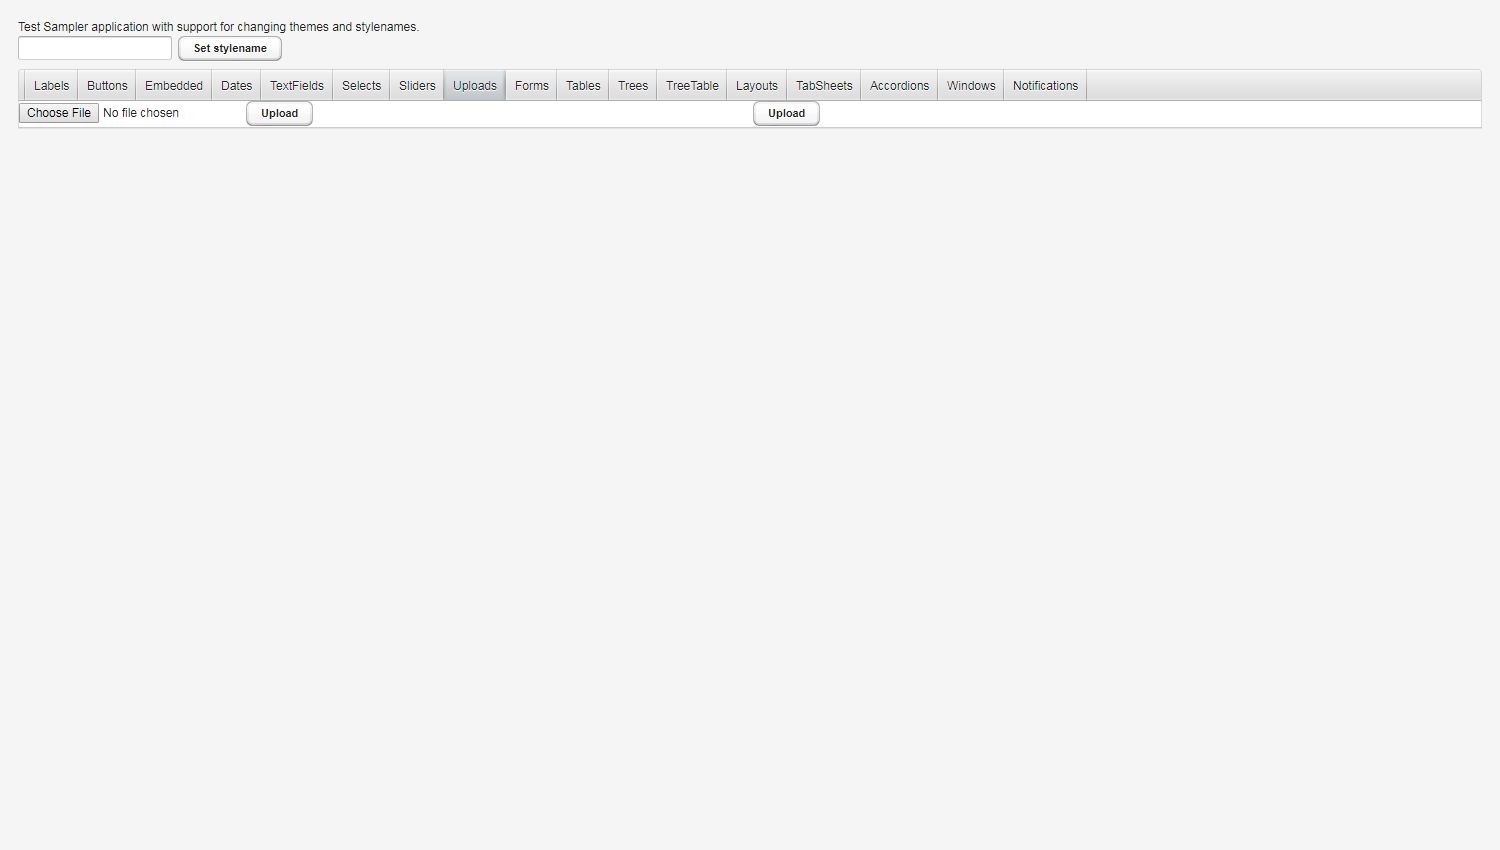 Test Sampler application with support for changing themes and stylenames.
Set stylename
Labels Buttons Embedded Dates TextFields Selects Sliders Uploads Forms Tables Trees TreeTable Layouts TabSheets Accordions Windows Notifications
Choose File No file chosen Upload Upload